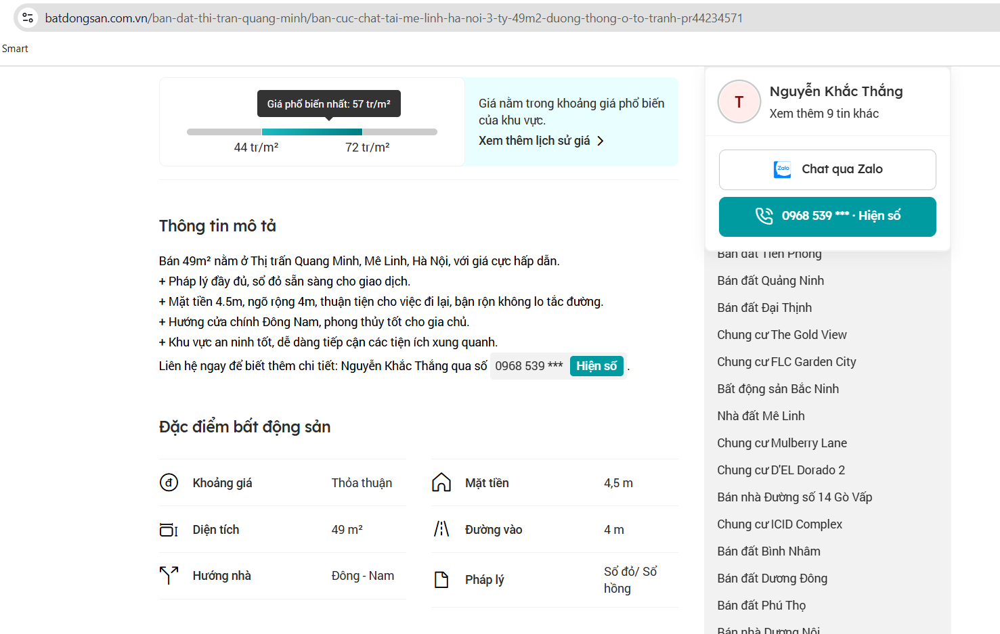 batdongsan.com.vn/ban-dat-thi-tran-quang-minh/ban-cuc-chat-tai-me-linh-ha-noi-3-ty-49m2-duong-thong-o-to-tranh-pr44234571
Smart
Giá phổ biến nhất: 57 tr/m²
44 tr/m²
72 tr/m²
Giá nằm trong khoảng giá phổ biến
của khu vực.
Xem thêm lịch sử giá
Thông tin mô tả
Bán 49m² nằm ở Thị trấn Quang Minh, Mê Linh, Hà Nội, với giá cực hấp dẫn.
+ Pháp lý đầy đủ, sổ đỏ sẵn sàng cho giao dịch.
+ Mặt tiền 4.5m, ngõ rộng 4m, thuận tiện cho việc đi lại, bận rộn không lo tắc đường.
+ Hướng cửa chính Đông Nam, phong thủy tốt cho gia chủ.
+ Khu vực an ninh tốt, dễ dàng tiếp cận các tiện ích xung quanh.
Liên hệ ngay để biết thêm chi tiết: Nguyễn Khắc Thắng qua số 0968 539 *** Hiện số .
Đặc điểm bất động sản
đ Khoảng giá Thỏa thuận
Diện tích 49 m²
Hướng nhà Đông - Nam
Mặt tiền 4,5 m
Đường vào 4 m
Pháp lý Sổ đỏ/ Sổ
hồng
T
Nguyễn Khắc Thắng
Xem thêm 9 tin khác
Zalo Chat qua Zalo
0968 539 *** · Hiện số
Bán đất Tiền Phong
Bán đất Quảng Ninh
Bán đất Đại Thịnh
Chung cư The Gold View
Chung cư FLC Garden City
Bất động sản Bắc Ninh
Nhà đất Mê Linh
Chung cư Mulberry Lane
Chung cư D'EL Dorado 2
Bán nhà Đường số 14 Gò Vấp
Chung cư ICID Complex
Bán đất Bình Nhâm
Bán đất Dương Đông
Bán đất Phú Thọ
Bán nhà Dương Nội